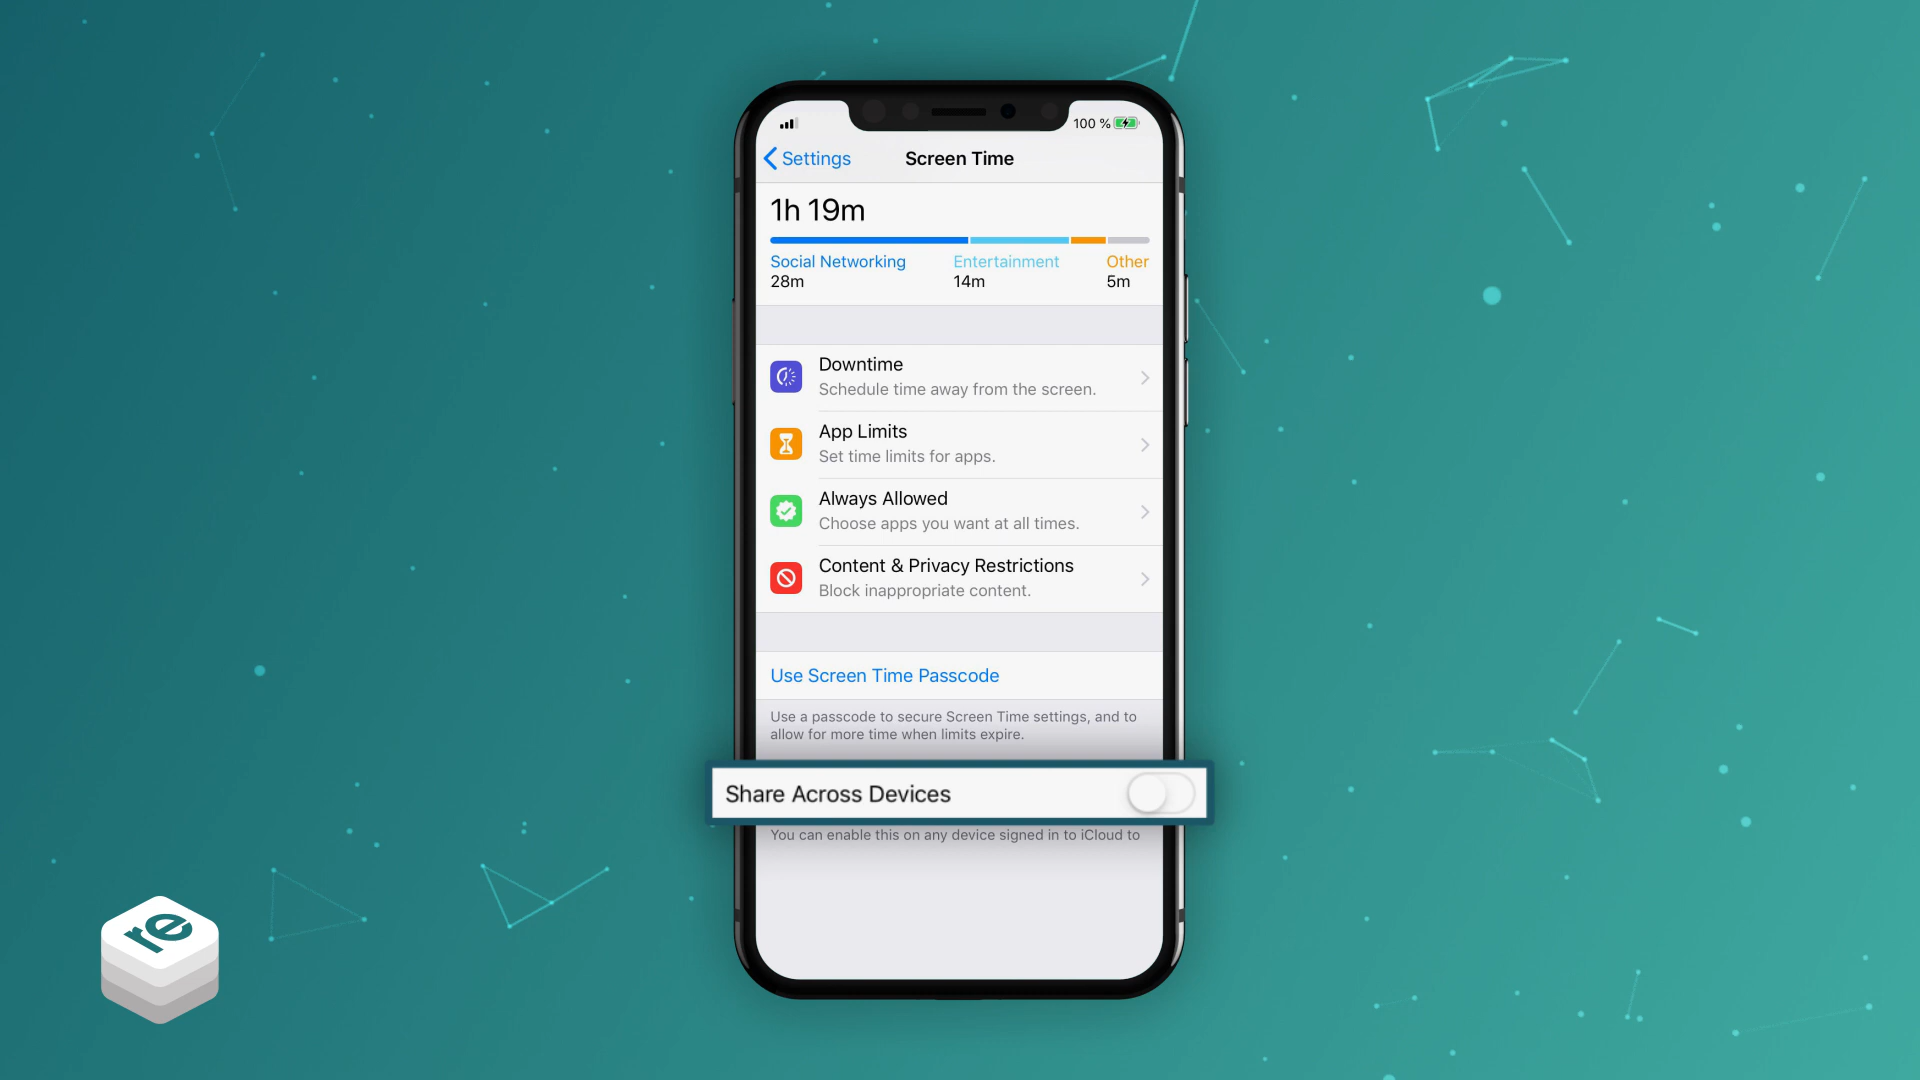 100 %
Settings
Screen Time
1h 19m
Social Networking Entertainment Other
28m 14m 5m
Downtime
Schedule time away from the screen.
App Limits
Set time limits for apps.
Always Allowed
Choose apps you want at all times.
Content & Privacy Restrictions
Block inappropriate content.
Use Screen Time Passcode
Use a passcode to secure Screen Time settings, and to
allow for more time when limits expire.
Share Across Devices
You can enable this on any device signed in to iCloud to
re